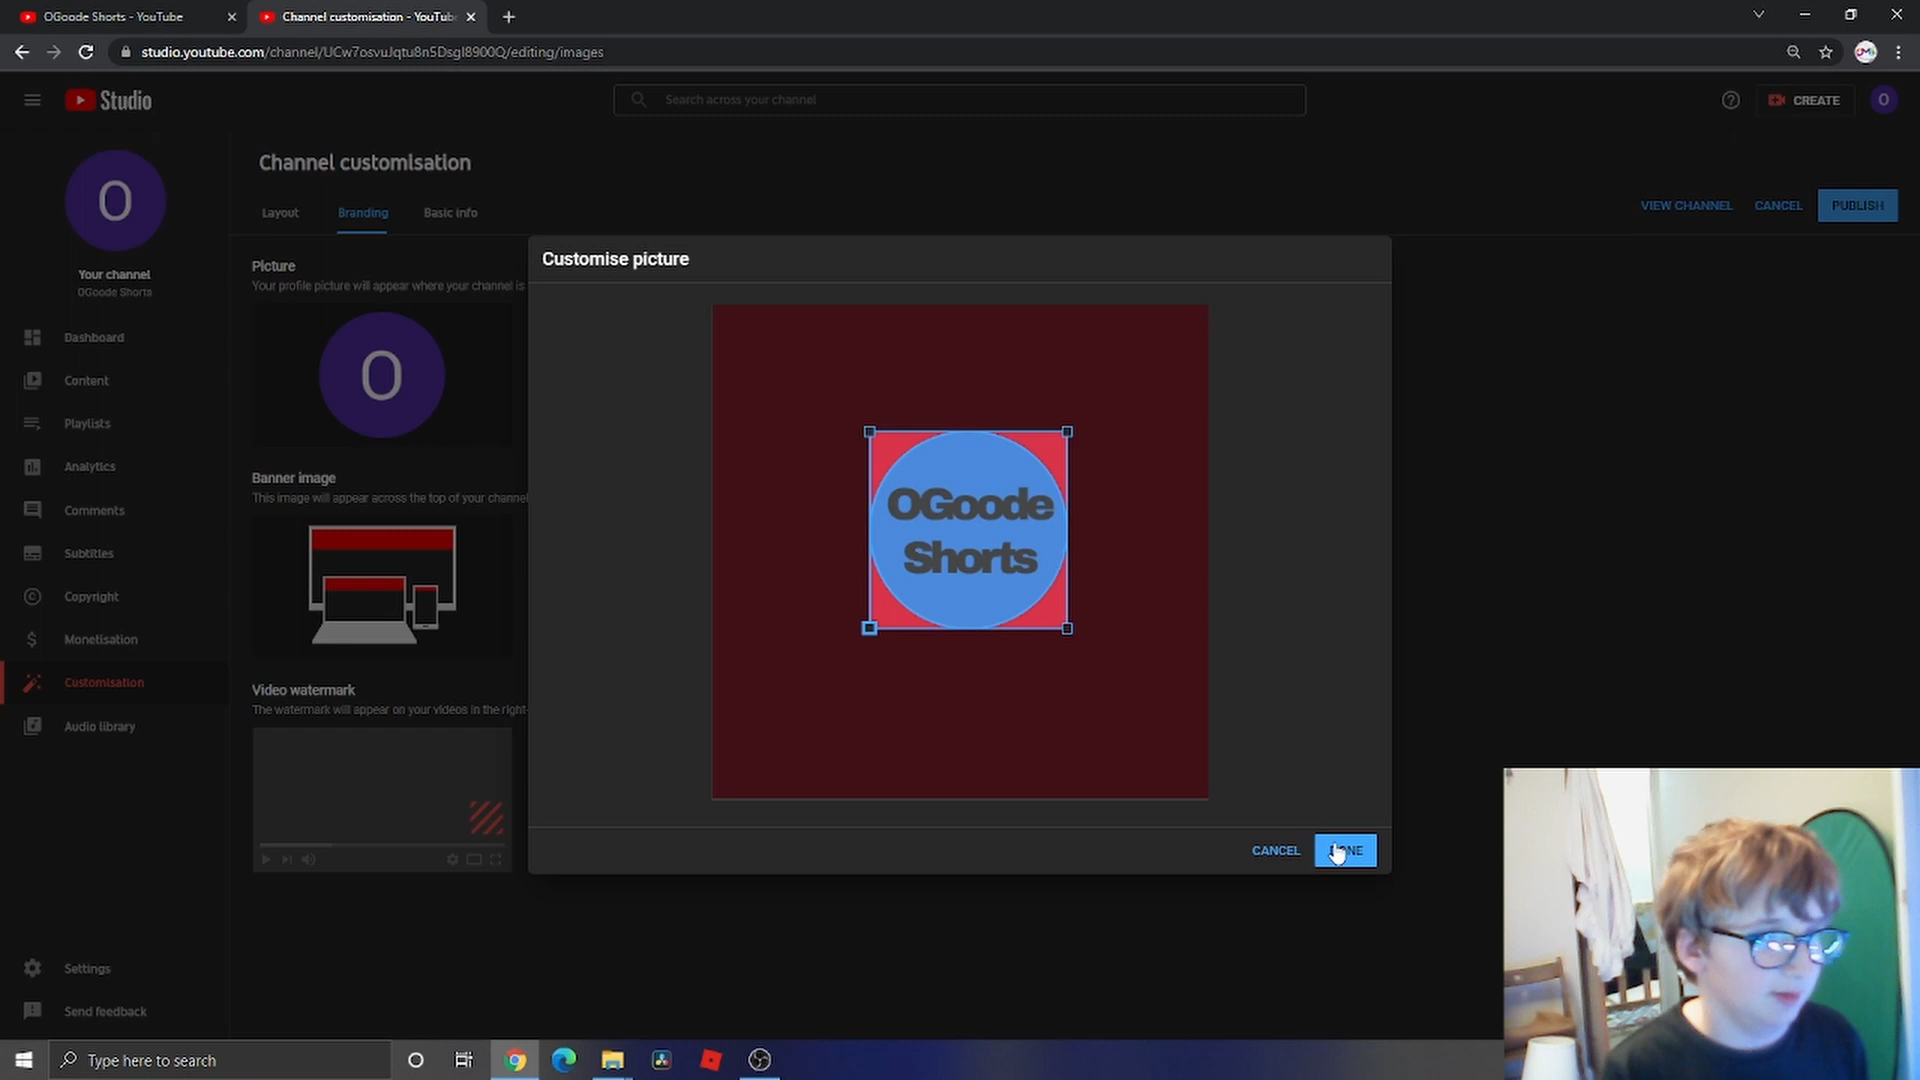 OGoode Shorts - YouTube
Channel customisation - YouTube
studio.youtube.com/channel/UCw7osvuJqtu8n5Dsgl8900Q/editing/images
Studio
Search across your channel
CREATE
O
O
Your channel
OGoode Shorts
Channel customisation
Layout
Branding
Basic info
VIEW CHANNEL
CANCEL
PUBLISH
Dashboard
Content
Playlists
Analytics
Comments
Subtitles
Copyright
Monetisation
Customisation
Audio library
Settings
Send feedback
Picture
Your profile picture will appear where your channel is
O
Banner image
This image will appear across the top of your channel
Video watermark
The watermark will appear on your videos in the right-
Customise picture
OGoode
Shorts
CANCEL
DONE
Type here to search